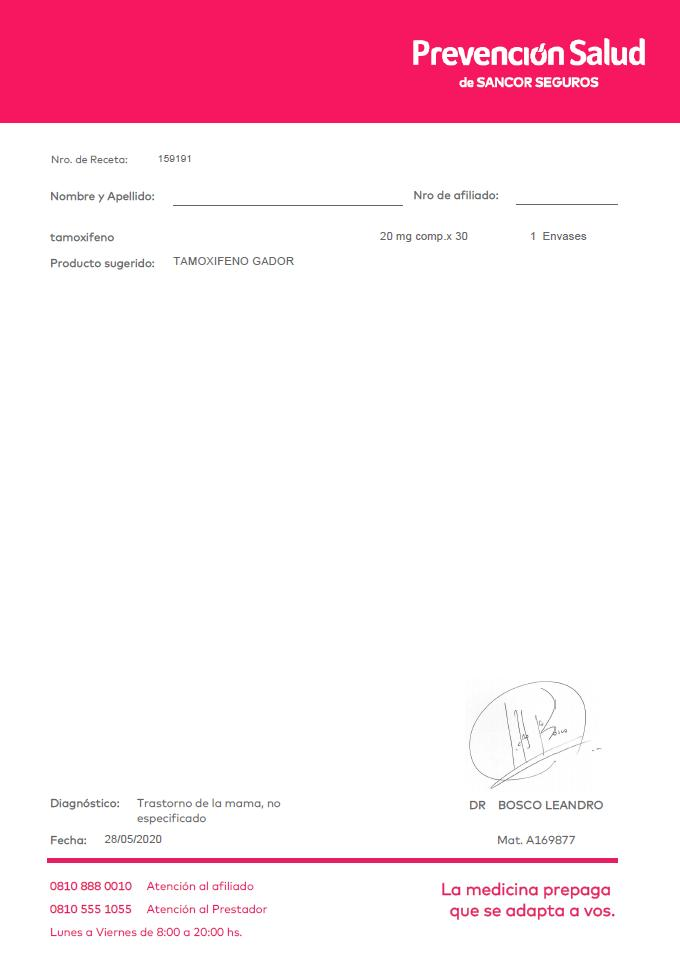 Prevención Salud
de SANCOR SEGUROS
Nro. de Receta: 159191
Nombre y Apellido: Nro de afiliado:
tamoxifeno 20 mg comp.x 30 1 Envases
Producto sugerido: TAMOXIFENO GADOR
Diagnóstico: Trastorno de la mama, no
especificado
DR BOSCO LEANDRO
Fecha: 28/05/2020 Mat. A169877
0810 888 0010 Atención al afiliado
0810 555 1055 Atención al Prestador
Lunes a Viernes de 8:00 a 20:00 hs.
La medicina prepaga
que se adapta a vos.